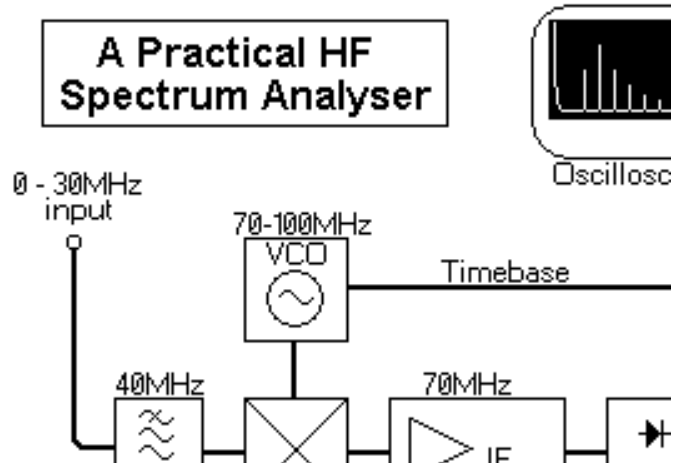 A Practical HF
Spectrum Analyser
Oscillosc
0 - 30MHz
input
70-100MHz
VCO
Timebase
40MHz
70MHz
IF